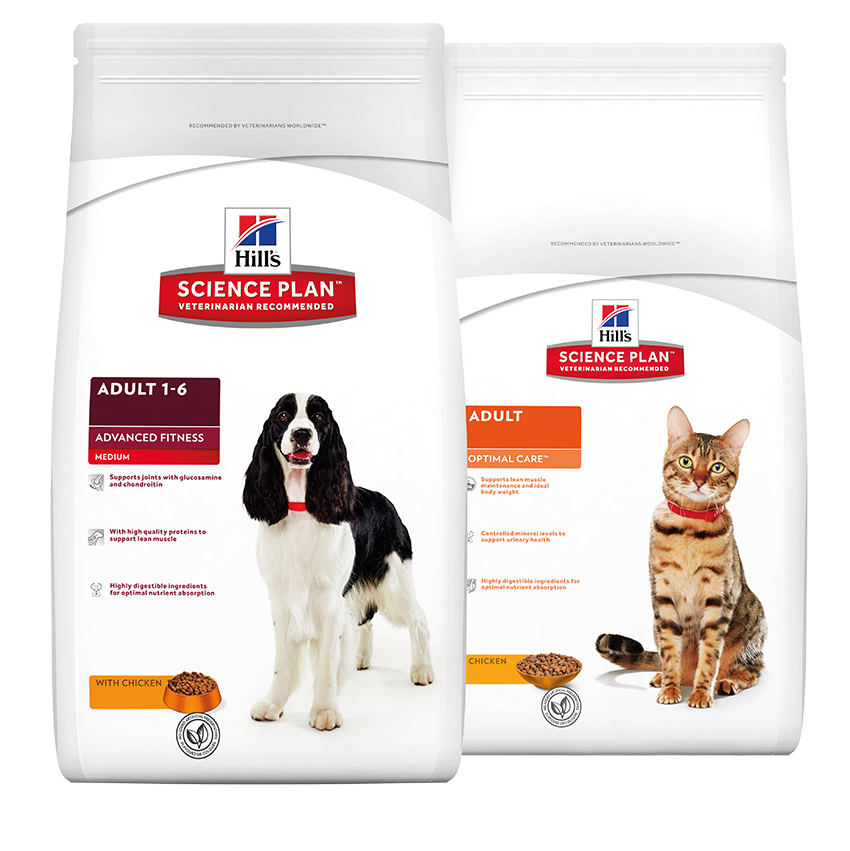 RECOMMENDED BY VETERINARIANS WORLDWIDE™
Hill's
SCIENCE PLAN™
VETERINARIAN RECOMMENDED
ADULT 1-6
ADVANCED FITNESS
MEDIUM
Supports joints with glucosamine
and chondroitin
With high quality proteins to
support lean muscle
Highly digestible ingredients
for optimal nutrient absorption
WITH CHICKEN
RECOMMENDED BY VETERINARIANS WORLDWIDE™
Hill's
SCIENCE PLAN™
VETERINARIAN RECOMMENDED
ADULT
OPTIMAL CARE™
Supports lean muscle
maintenance and ideal
body weight
Controlled mineral levels to
support urinary health
Highly digestible ingredients for
optimal nutrient absorption
CHICKEN